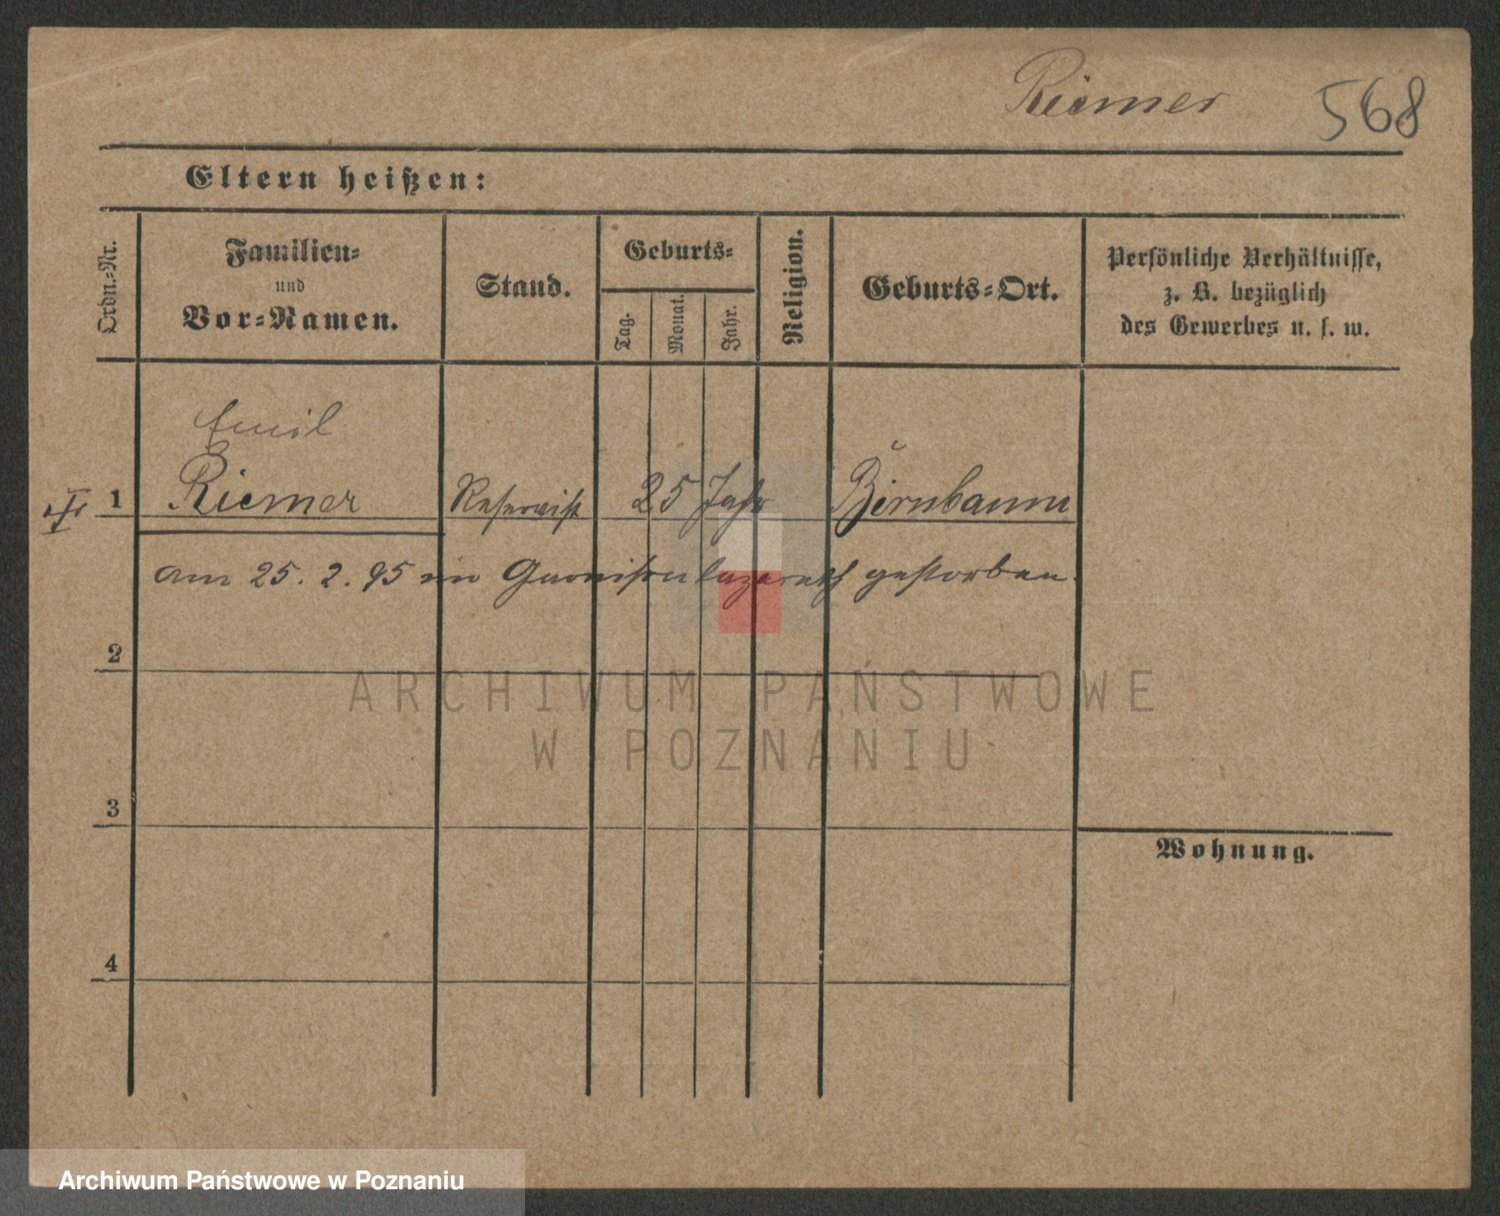 Riemer 568
Eltern heißen:
Ordn.-Nr.
Familien-
und
Vor-Namen.
Stand.
Geburts-
Tag.
Monat.
Jahr.
Religion.
Geburts-Ort.
Persönliche Verhältnisse,
z. B. bezüglich
des Gewerbes u. s. w.
Emil
1 Riemer Reservist 25 Jahr Birnbaum
am 25. 2. 95 im Garnisonlazareth gestorben.
2
ARCHIWUM PAŃSTWOWE
W POZNANIU
3
Wohnung.
4
Archiwum Państwowe w Poznaniu